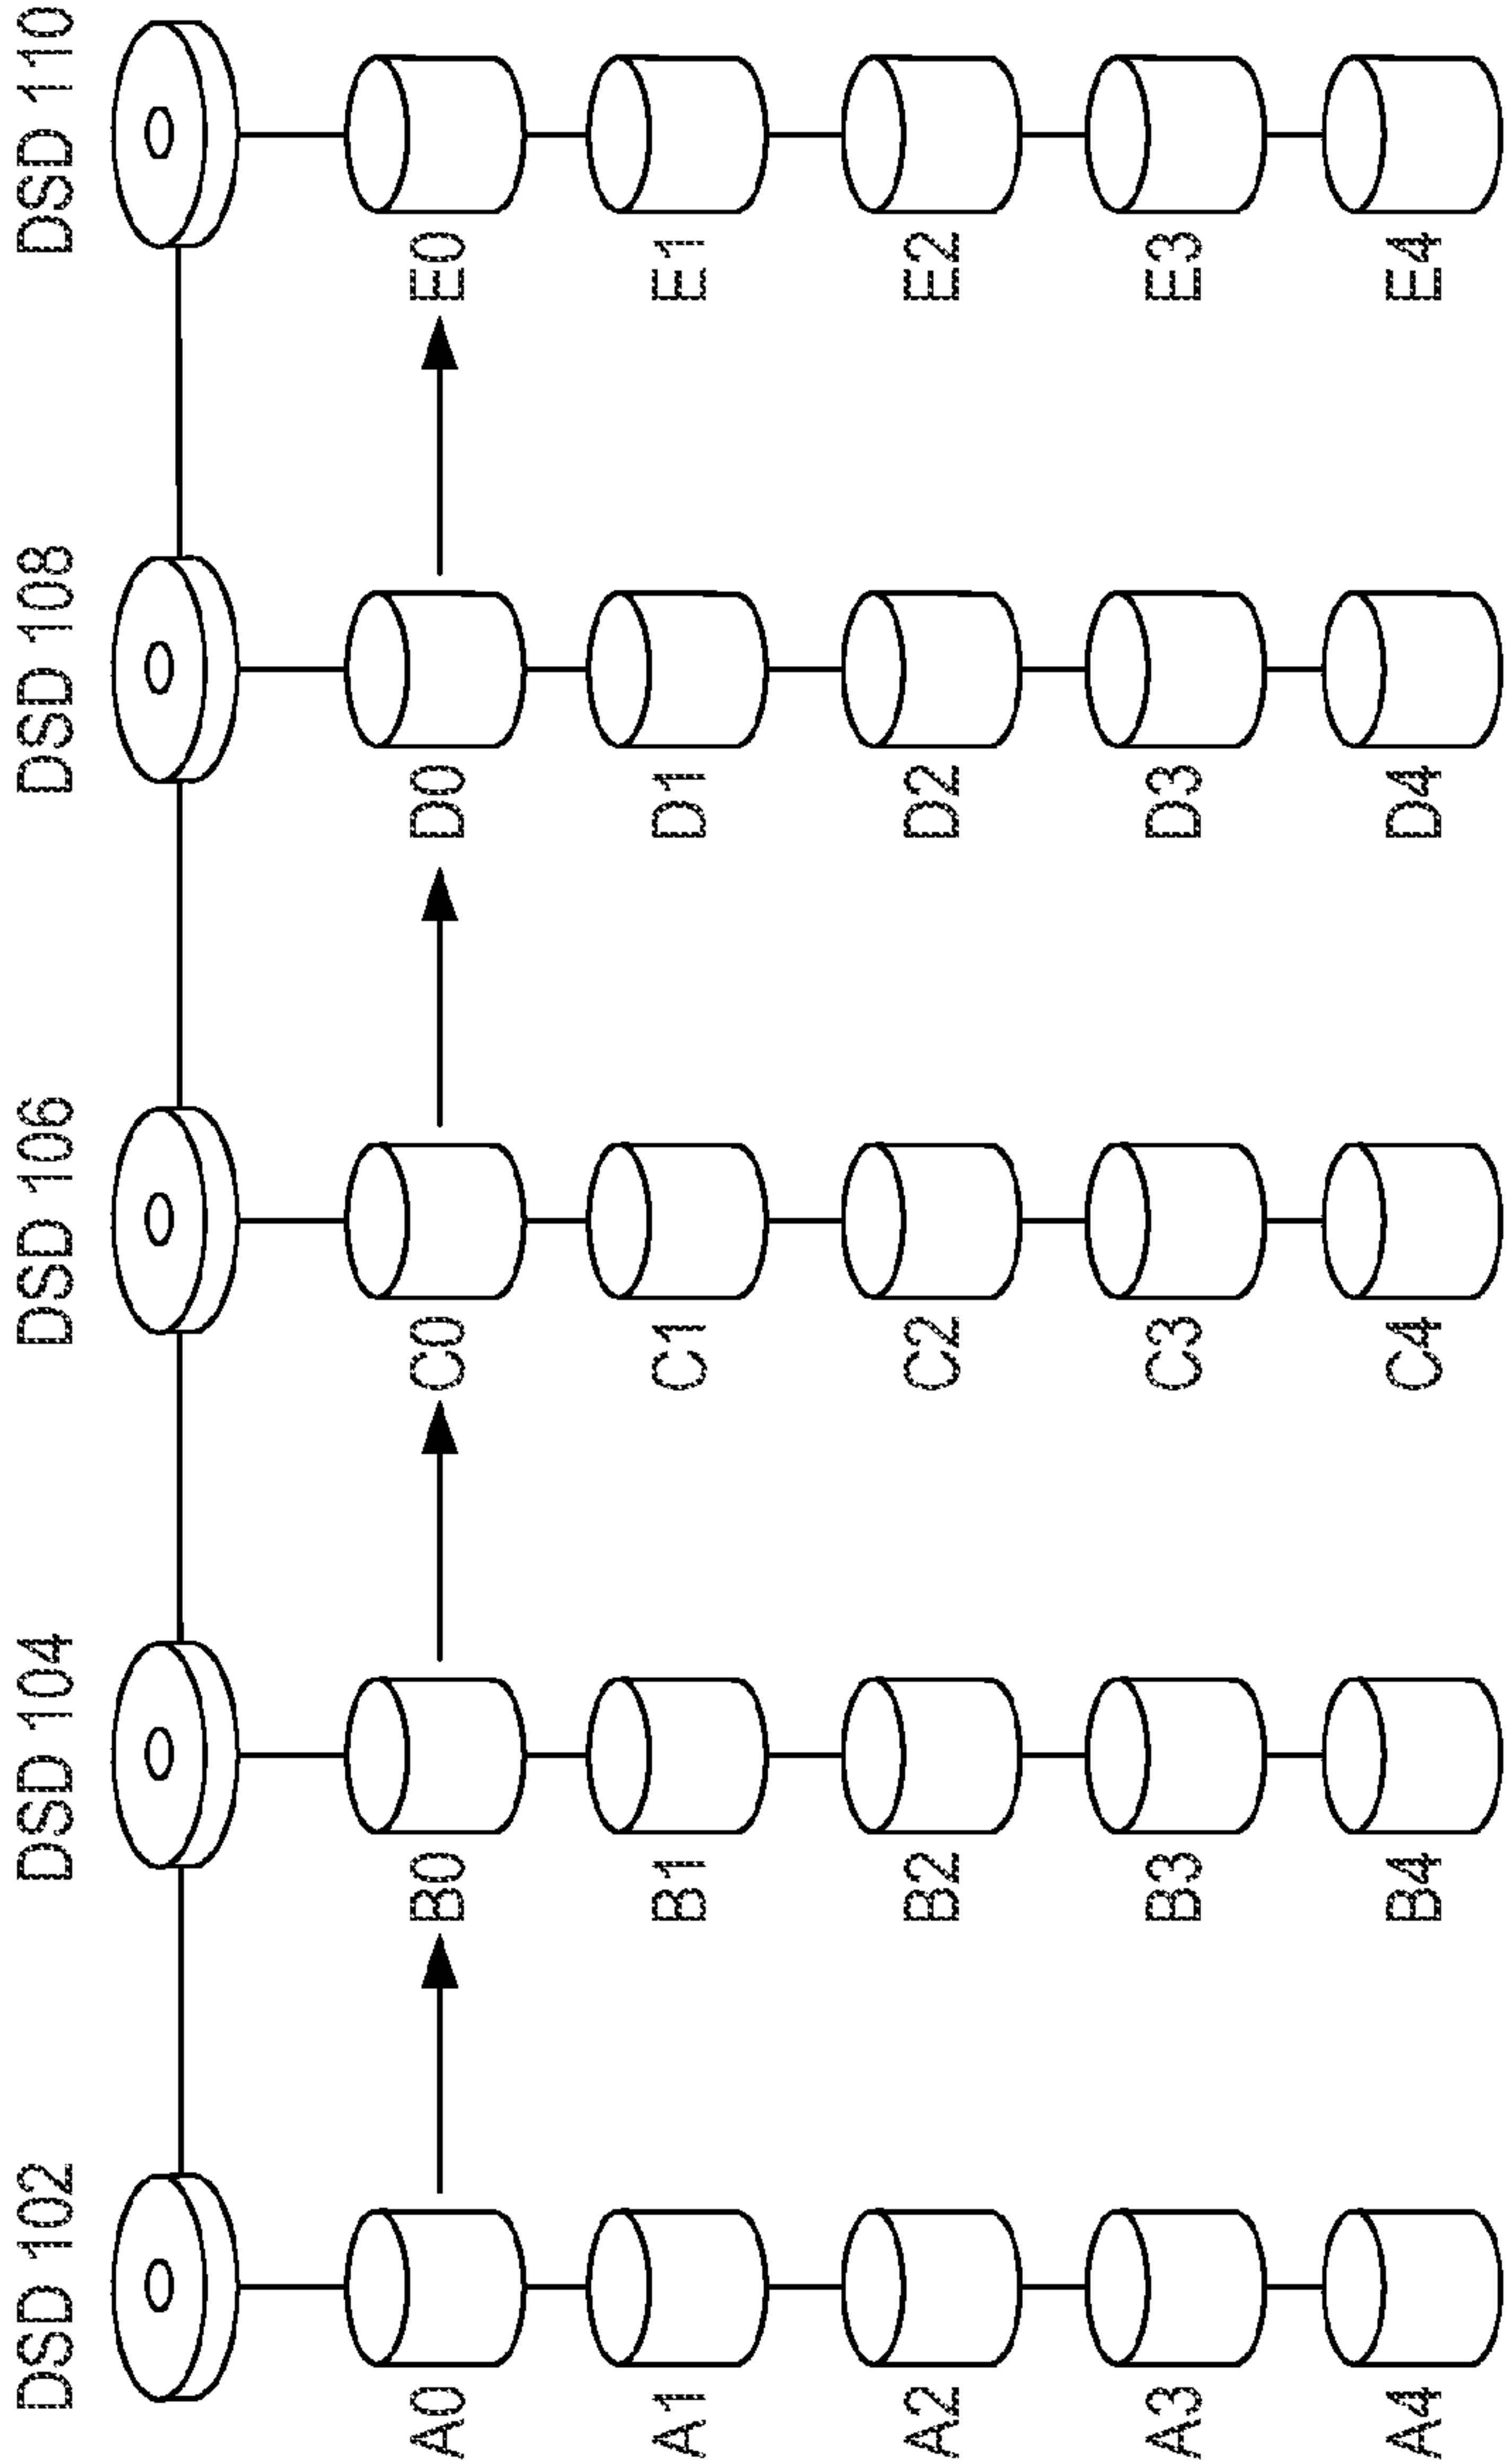 DSD 102 DSD 104 DSD 106 DSD 108 DSD 110
A0 B0 C0 D0 E0
A1 B1 C1 D1 E1
A2 B2 C2 D2 E2
A3 B3 C3 D3 E3
A4 B4 C4 D4 E4